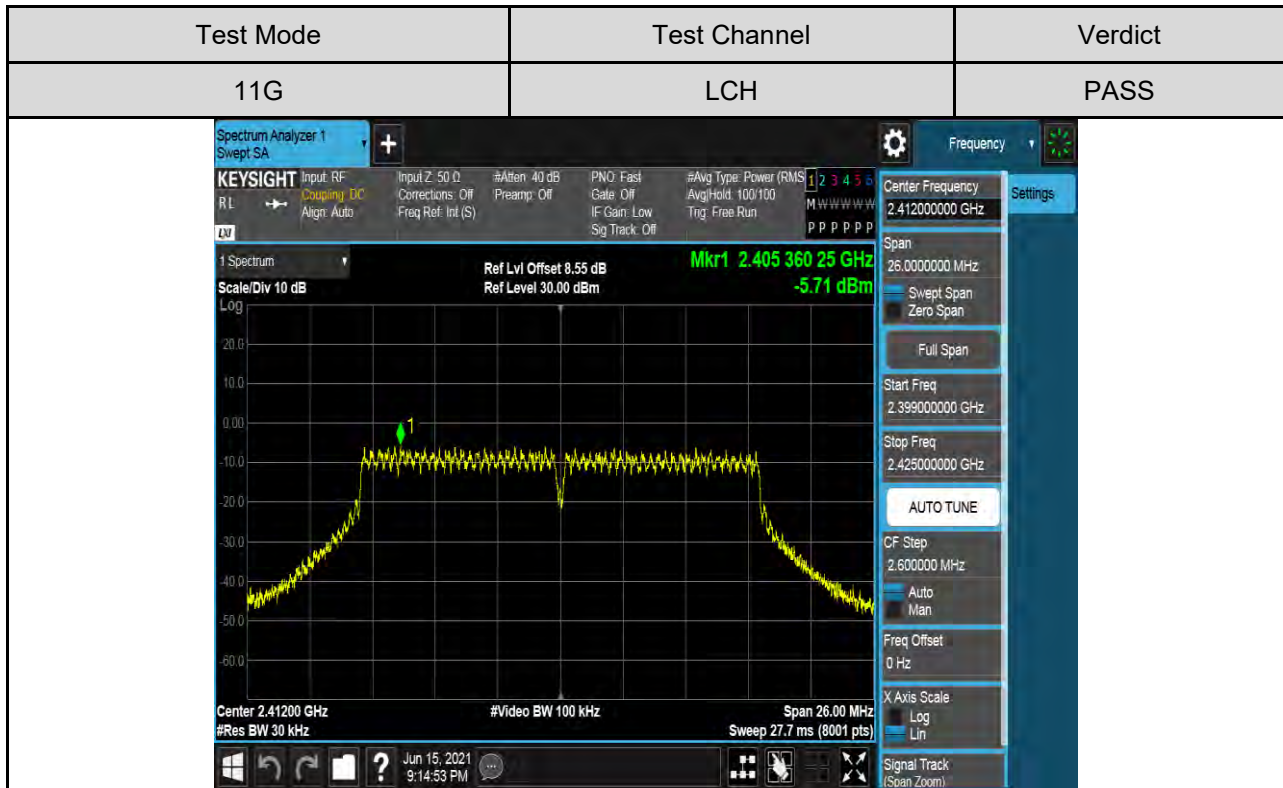 Test Mode Test Channel Verdict
11G LCH PASS
Spectrum Analyzer 1
Swept SA
+
Frequency
KEYSIGHT
RL
LXI
Input: RF
Coupling: DC
Align: Auto
Input Z: 50 Ω
Corrections: Off
Freq Ref: Int (S)
#Atten: 40 dB
Preamp: Off
PNO: Fast
Gate: Off
IF Gain: Low
Sig Track: Off
#Avg Type: Power (RMS
Avg|Hold: 100/100
Trig: Free Run
1 2 3 4 5 6
M W W W W W
P P P P P P
Settings
1 Spectrum
Scale/Div 10 dB
Ref Lvl Offset 8.55 dB
Ref Level 30.00 dBm
Mkr1 2.405 360 25 GHz
-5.71 dBm
Log
20.0
10.0
0.00
-10.0
-20.0
-30.0
-40.0
-50.0
-60.0
1
Center 2.41200 GHz
#Res BW 30 kHz
#Video BW 100 kHz
Span 26.00 MHz
Sweep 27.7 ms (8001 pts)
Center Frequency
2.412000000 GHz
Span
26.0000000 MHz
Swept Span
Zero Span
Full Span
Start Freq
2.399000000 GHz
Stop Freq
2.425000000 GHz
AUTO TUNE
CF Step
2.600000 MHz
Auto
Man
Freq Offset
0 Hz
X Axis Scale
Log
Lin
Signal Track
(Span Zoom)
?
Jun 15, 2021
9:14:53 PM